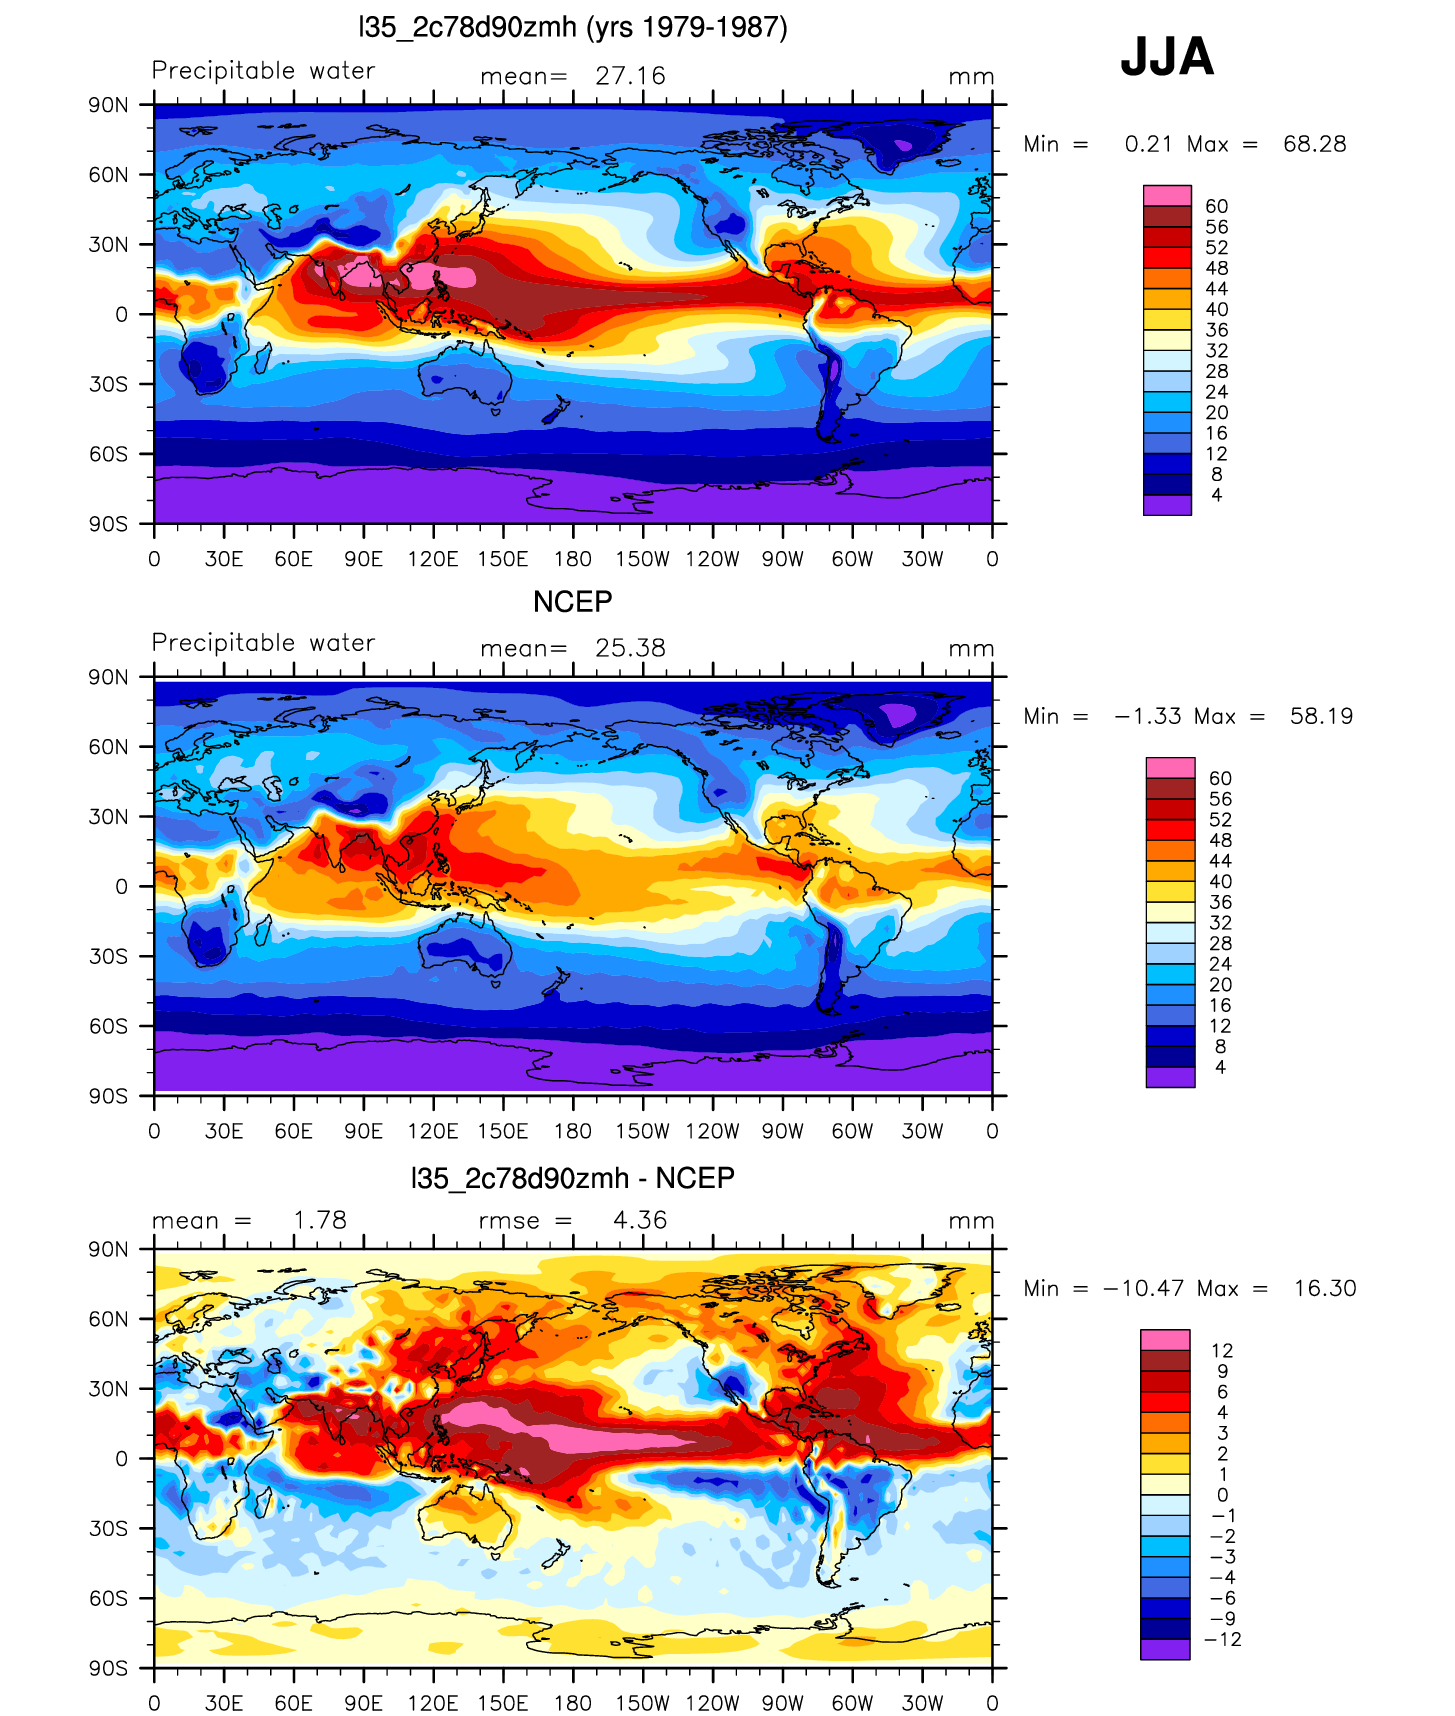 l35_2c78d90zmh (yrs 1979-1987)
JJA
Precipitable water mean= 27.16 mm
Min = 0.21 Max = 68.28
90N
60N
30N
0
30S
60S
90S
0 30E 60E 90E 120E 150E 180 150W 120W 90W 60W 30W 0
60
56
52
48
44
40
36
32
28
24
20
16
12
8
4
NCEP
Precipitable water mean= 25.38 mm
Min = -1.33 Max = 58.19
90N
60N
30N
0
30S
60S
90S
0 30E 60E 90E 120E 150E 180 150W 120W 90W 60W 30W 0
60
56
52
48
44
40
36
32
28
24
20
16
12
8
4
l35_2c78d90zmh - NCEP
mean = 1.78 rmse = 4.36 mm
Min = -10.47 Max = 16.30
90N
60N
30N
0
30S
60S
90S
0 30E 60E 90E 120E 150E 180 150W 120W 90W 60W 30W 0
12
9
6
4
3
2
1
0
-1
-2
-3
-4
-6
-9
-12